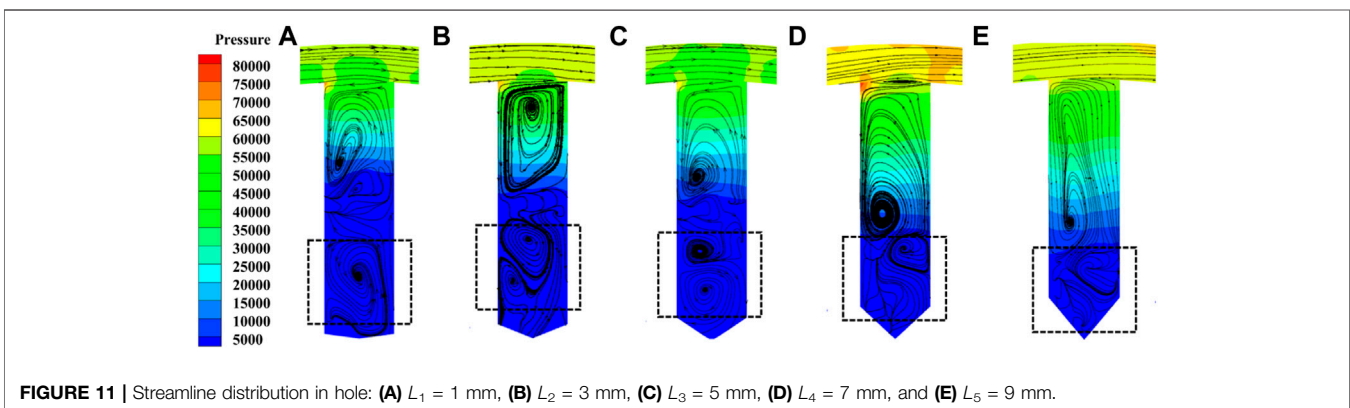 Pressure
80000
75000
70000
65000
60000
55000
50000
45000
40000
35000
30000
25000
20000
15000
10000
5000
A
B
C
D
E
FIGURE 11 | Streamline distribution in hole: (A) L₁ = 1 mm, (B) L₂ = 3 mm, (C) L₃ = 5 mm, (D) L₄ = 7 mm, and (E) L₅ = 9 mm.